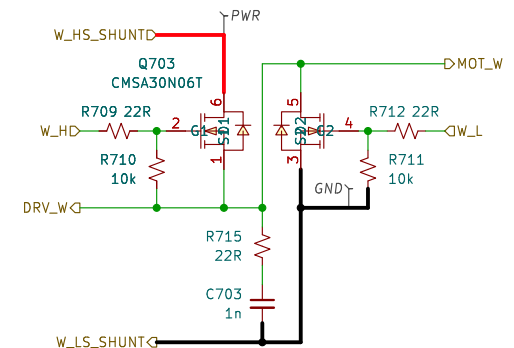 PWR
W_HS_SHUNT
Q703
CMSA30N06T
MOT_W
6
5
R709 22R
R712 22R
W_H
2
G1
SD1
SD2
G2
4
W_L
R710
10k
1
3
R711
10k
GND
DRV_W
R715
22R
C703
1n
W_LS_SHUNT